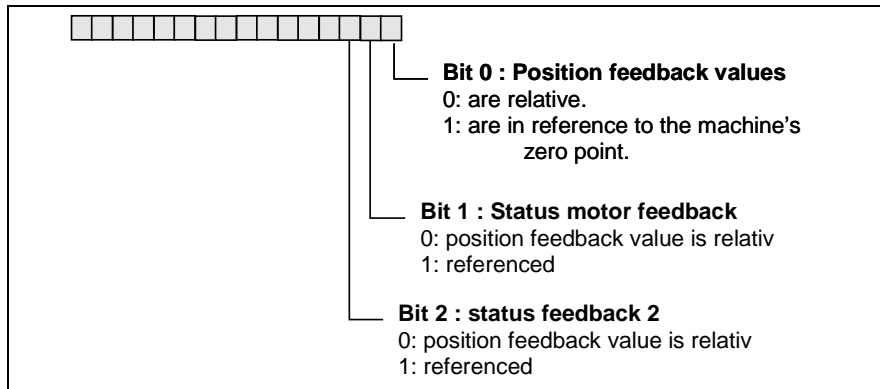 Bit 0 : Position feedback values
0: are relative.
1: are in reference to the machine's
zero point.
Bit 1 : Status motor feedback
0: position feedback value is relativ
1: referenced
Bit 2 : status feedback 2
0: position feedback value is relativ
1: referenced